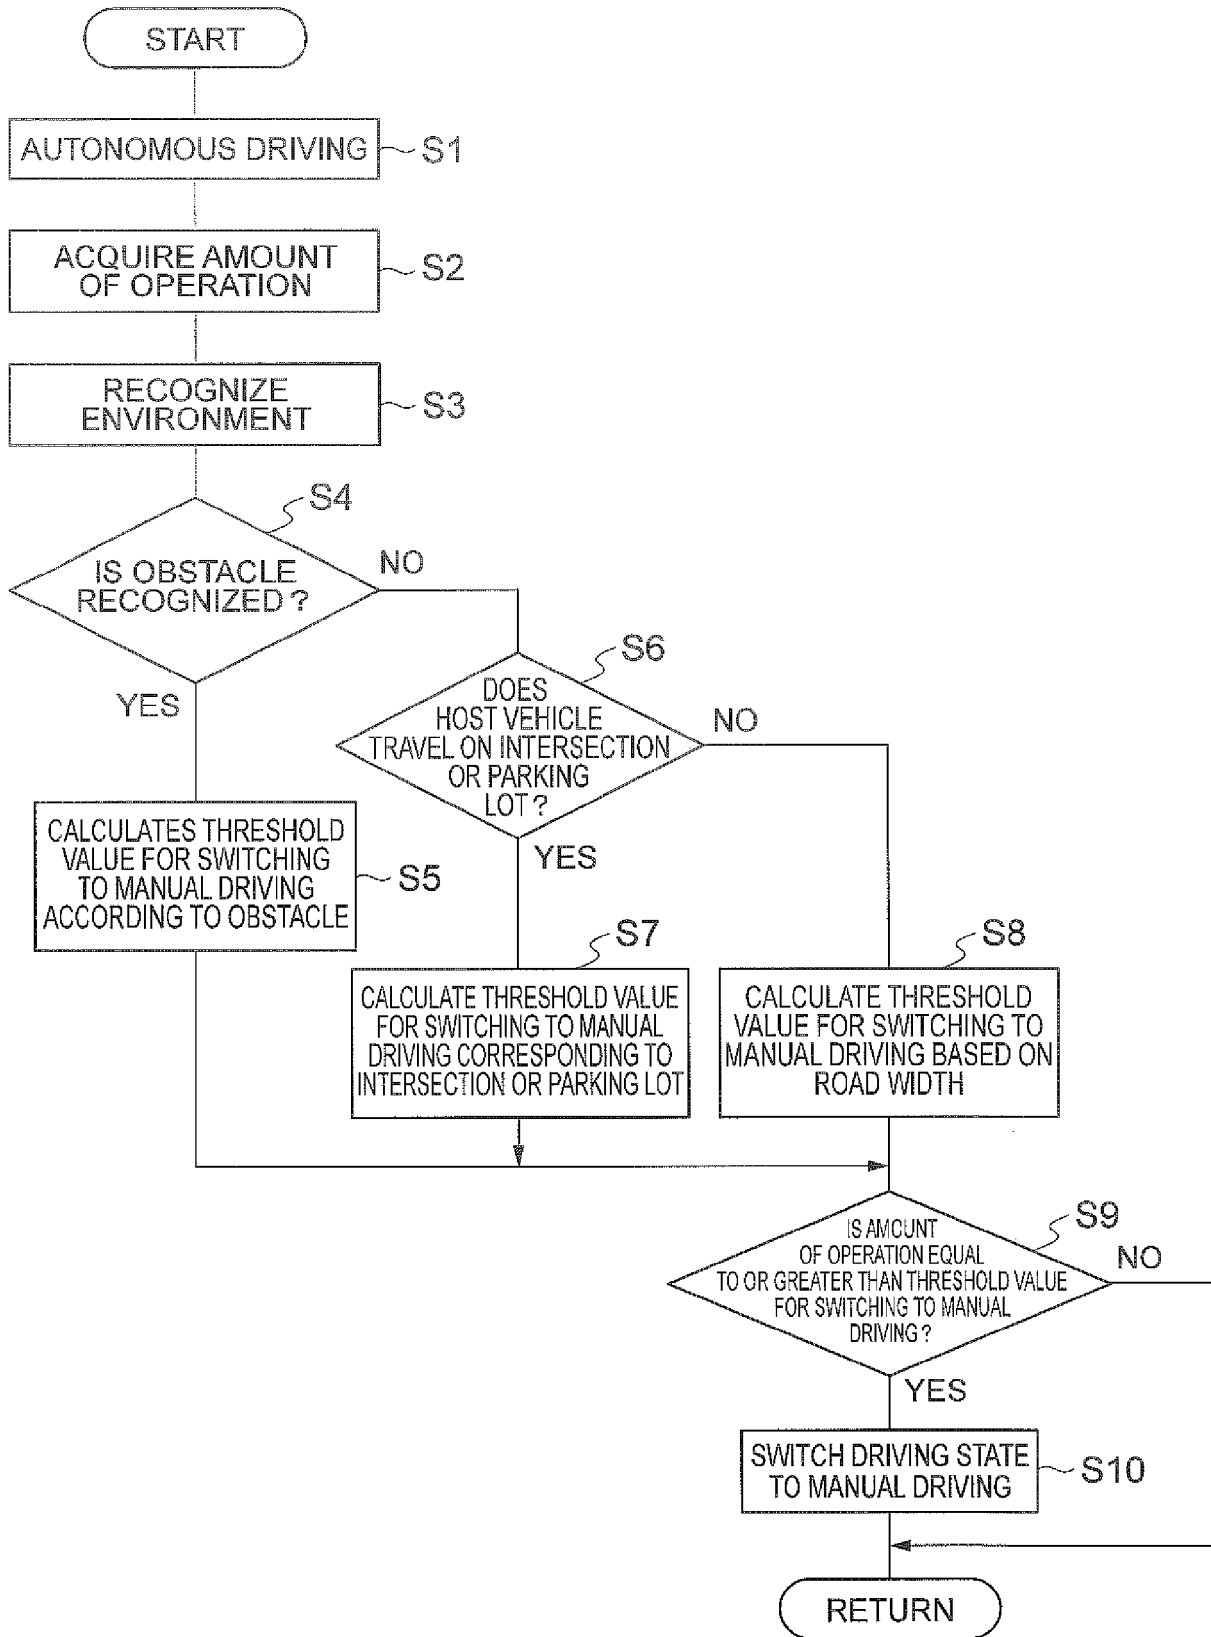 START
AUTONOMOUS DRIVING
S1
ACQUIRE AMOUNT
OF OPERATION
S2
RECOGNIZE
ENVIRONMENT
S3
S4
IS OBSTACLE
RECOGNIZED?
NO
YES
S6
DOES
HOST VEHICLE
TRAVEL ON INTERSECTION
OR PARKING
LOT?
NO
YES
CALCULATES THRESHOLD
VALUE FOR SWITCHING
TO MANUAL DRIVING
ACCORDING TO OBSTACLE
S5
S7
CALCULATE THRESHOLD VALUE
FOR SWITCHING TO MANUAL
DRIVING CORRESPONDING TO
INTERSECTION OR PARKING LOT
S8
CALCULATE THRESHOLD
VALUE FOR SWITCHING TO
MANUAL DRIVING BASED ON
ROAD WIDTH
S9
IS AMOUNT
OF OPERATION EQUAL
TO OR GREATER THAN THRESHOLD VALUE
FOR SWITCHING TO MANUAL
DRIVING?
NO
YES
SWITCH DRIVING STATE
TO MANUAL DRIVING
S10
RETURN